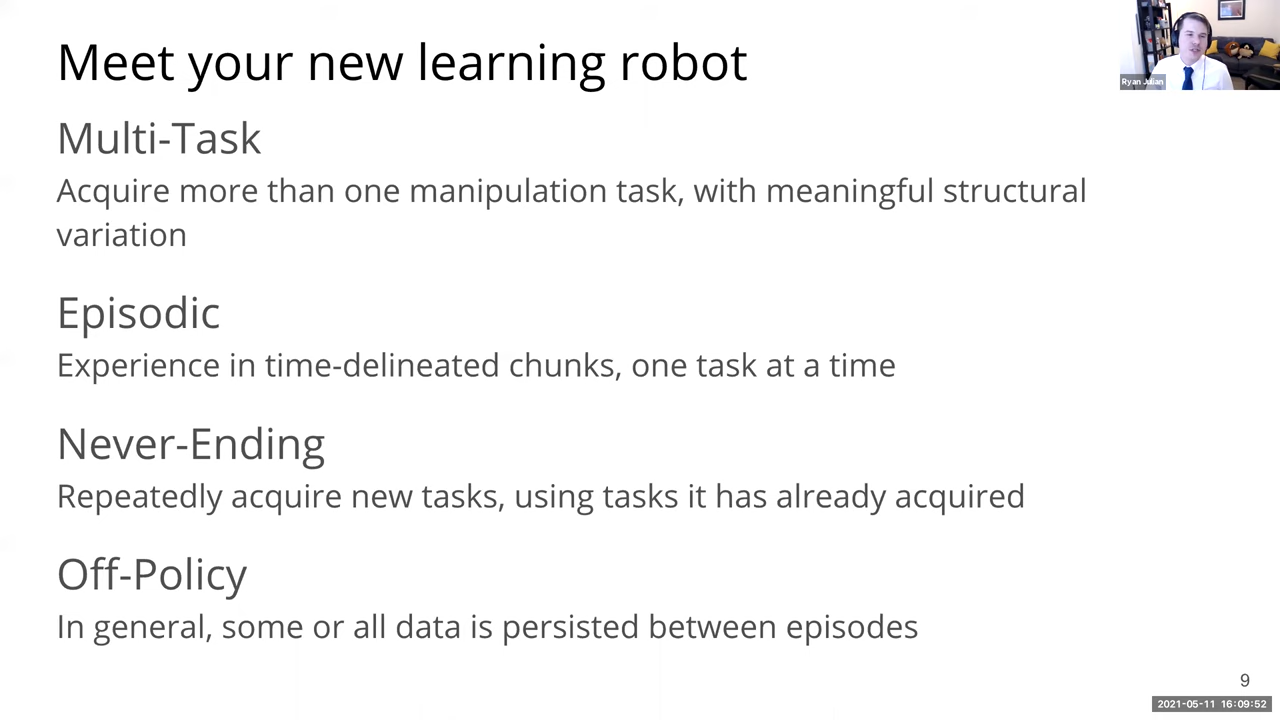 Meet your new learning robot
Ryan Julian
Multi-Task
Acquire more than one manipulation task, with meaningful structural
variation
Episodic
Experience in time-delineated chunks, one task at a time
Never-Ending
Repeatedly acquire new tasks, using tasks it has already acquired
Off-Policy
In general, some or all data is persisted between episodes
9
2021-05-11 16:09:52